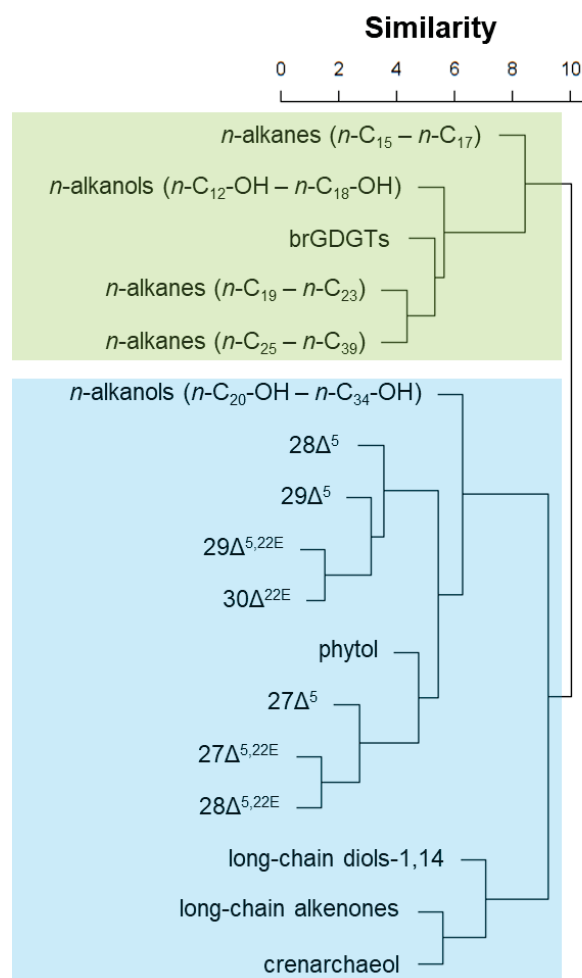 Similarity
0 2 4 6 8 10
n-alkanes (n-C₁₅ – n-C₁₇)
n-alkanols (n-C₁₂-OH – n-C₁₈-OH)
brGDGTs
n-alkanes (n-C₁₉ – n-C₂₃)
n-alkanes (n-C₂₅ – n-C₃₉)
n-alkanols (n-C₂₀-OH – n-C₃₄-OH)
28Δ⁵
29Δ⁵
29Δ⁵,²²ᴱ
30Δ²²ᴱ
phytol
27Δ⁵
27Δ⁵,²²ᴱ
28Δ⁵,²²ᴱ
long-chain diols-1,14
long-chain alkenones
crenarchaeol